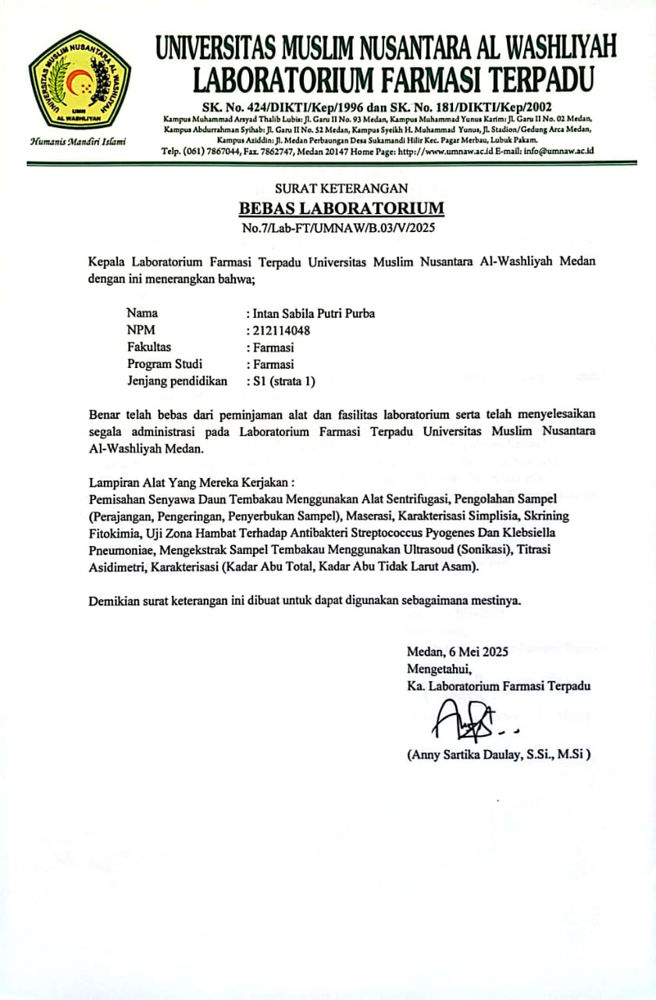 UNIVERSITAS MUSLIM NUSANTARA AL WASHLIYAH
UMN
AL WASHLIYAH
Humanis Mandiri Islami
UNIVERSITAS MUSLIM NUSANTARA AL WASHLIYAH
LABORATORIUM FARMASI TERPADU
SK. No. 424/DIKTI/Kep/1996 dan SK. No. 181/DIKTI/Kep/2002
Kampus Muhammad Arsyad Thalib Lubis: Jl. Garu II No. 93 Medan, Kampus Muhammad Yunus Karim: Jl. Garu II No. 02 Medan,
Kampus Abdurrahman Syihab: Jl. Garu II No. 52 Medan, Kampus Syeikh H. Muhammad Yunus, Jl. Stadion/Gedung Arca Medan,
Kampus Aziddin: Jl. Medan Perbaungan Desa Sukamandi Hilir Kec. Pagar Merbau, Lubuk Pakam.
Telp. (061) 7867044, Fax. 7862747, Medan 20147 Home Page: http://www.umnaw.ac.id E-mail: info@umnaw.ac.id
SURAT KETERANGAN
BEBAS LABORATORIUM
No.7/Lab-FT/UMNAW/B.03/V/2025
Kepala Laboratorium Farmasi Terpadu Universitas Muslim Nusantara Al-Washliyah Medan
dengan ini menerangkan bahwa;
Nama : Intan Sabila Putri Purba
NPM : 212114048
Fakultas : Farmasi
Program Studi : Farmasi
Jenjang pendidikan : S1 (strata 1)
Benar telah bebas dari peminjaman alat dan fasilitas laboratorium serta telah menyelesaikan
segala administrasi pada Laboratorium Farmasi Terpadu Universitas Muslim Nusantara
Al-Washliyah Medan.
Lampiran Alat Yang Mereka Kerjakan :
Pemisahan Senyawa Daun Tembakau Menggunakan Alat Sentrifugasi, Pengolahan Sampel
(Perajangan, Pengeringan, Penyerbukan Sampel), Maserasi, Karakterisasi Simplisia, Skrining
Fitokimia, Uji Zona Hambat Terhadap Antibakteri Streptococcus Pyogenes Dan Klebsiella
Pneumoniae, Mengekstrak Sampel Tembakau Menggunakan Ultrasoud (Sonikasi), Titrasi
Asidimetri, Karakterisasi (Kadar Abu Total, Kadar Abu Tidak Larut Asam).
Demikian surat keterangan ini dibuat untuk dapat digunakan sebagaimana mestinya.
Medan, 6 Mei 2025
Mengetahui,
Ka. Laboratorium Farmasi Terpadu
(Anny Sartika Daulay, S.Si., M.Si )